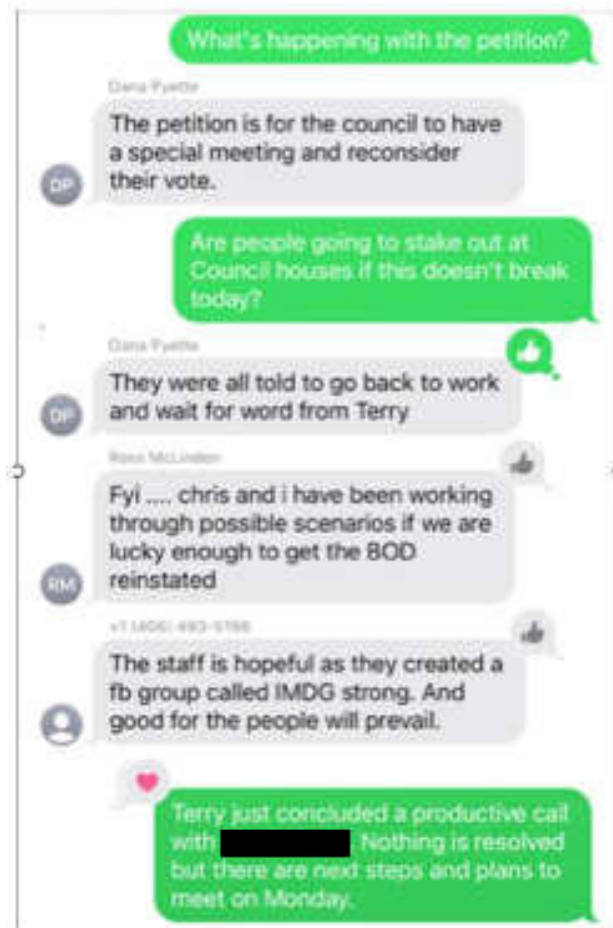 What's happening with the petition?
Dana Pyette
The petition is for the council to have
a special meeting and reconsider
their vote.
DP
Are people going to stake out at
Council houses if this doesn't break
today?
Dana Pyette
They were all told to go back to work
and wait for word from Terry
DP
Ross McLinden
Fyi .... chris and i have been working
through possible scenarios if we are
lucky enough to get the BOD
reinstated
RM
The staff is hopeful as they created a
fb group called IMDG strong. And
good for the people will prevail.
Terry just concluded a productive call
with Nothing is resolved
but there are next steps and plans to
meet on Monday.